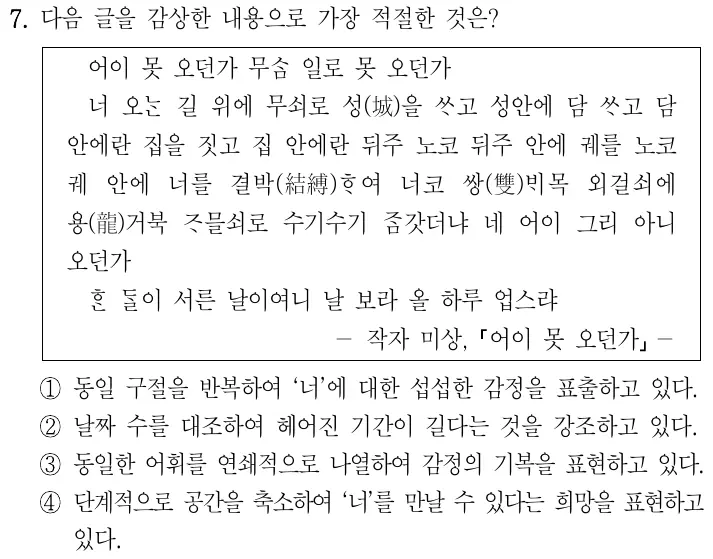 7. 다음 글을 감상한 내용으로 가장 적절한 것은?
어이 못 오던가 무슴 일로 못 오던가
너 오ᄂᆞᆫ 길 위에 무쇠로 성(城)을 ᄡᆞ고 성안에 담 ᄡᆞ고 담
안에란 집을 짓고 집 안에란 뒤주 노코 뒤주 안에 궤를 노코
궤 안에 너를 결박(結縛)ᄒᆞ여 너코 쌍(雙)ᄇᆡ목 외걸쇠에
용(龍)거북 ᄌᆞ믈쇠로 수기수기 ᄌᆞᆷ갓더냐 네 어이 그리 아니
오던가
ᄒᆞᆫ ᄃᆞᆯ이 서른 날이여니 날 보라 올 하루 업스랴
- 작자 미상, 「어이 못 오던가」 -
① 동일 구절을 반복하여 ‘너’에 대한 섭섭한 감정을 표출하고 있다.
② 날짜 수를 대조하여 헤어진 기간이 길다는 것을 강조하고 있다.
③ 동일한 어휘를 연쇄적으로 나열하여 감정의 기복을 표현하고 있다.
④ 단계적으로 공간을 축소하여 ‘너’를 만날 수 있다는 희망을 표현하고
있다.